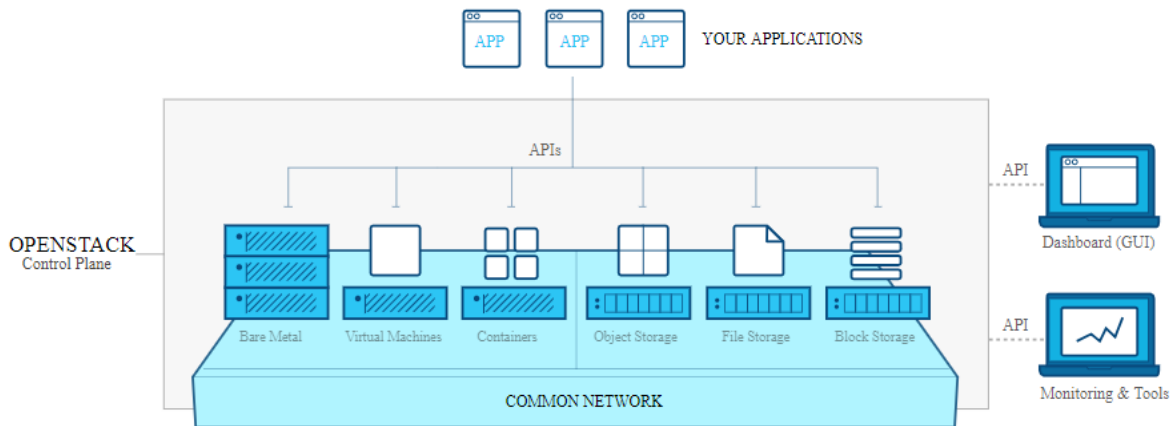 APP APP APP YOUR APPLICATIONS
APIs
API
OPENSTACK
Control Plane
Dashboard (GUI)
API
Bare Metal Virtual Machines Containers Object Storage File Storage Block Storage
Monitoring & Tools
COMMON NETWORK